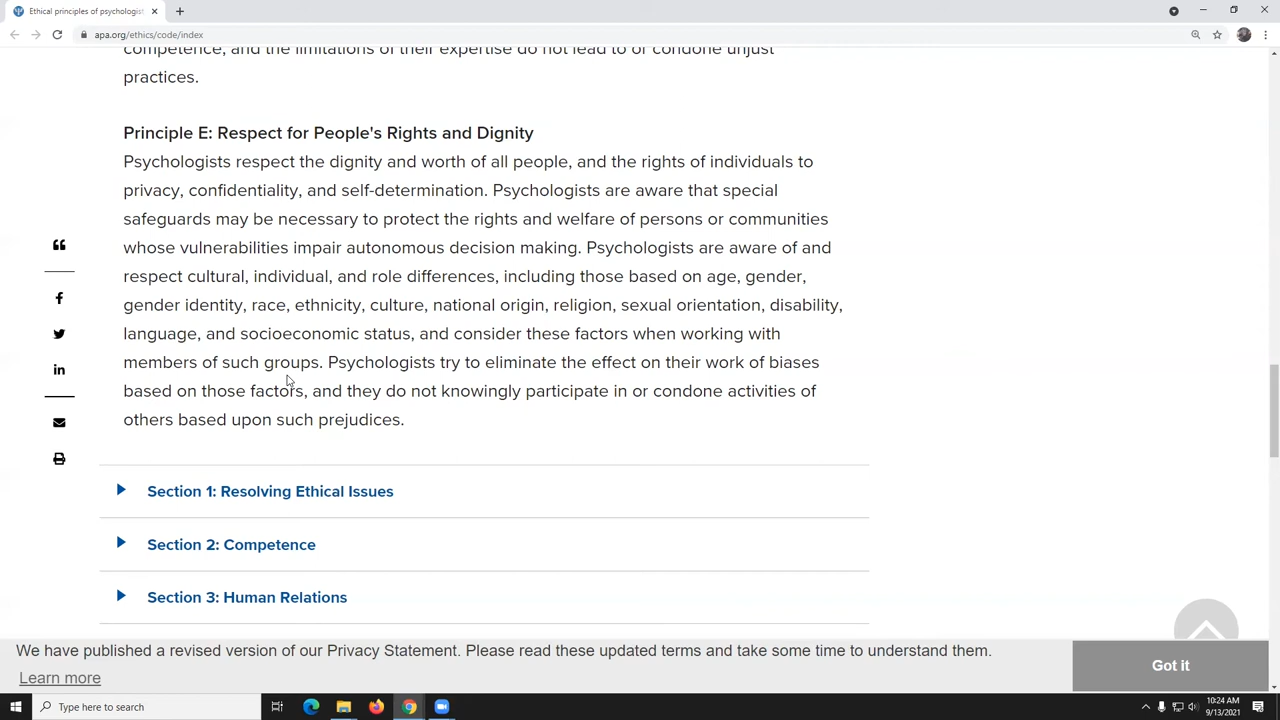 Ethical principles of psychologist
apa.org/ethics/code/index
competence, and the limitations of their expertise do not lead to or condone unjust
practices.
Principle E: Respect for People's Rights and Dignity
Psychologists respect the dignity and worth of all people, and the rights of individuals to
privacy, confidentiality, and self-determination. Psychologists are aware that special
safeguards may be necessary to protect the rights and welfare of persons or communities
whose vulnerabilities impair autonomous decision making. Psychologists are aware of and
respect cultural, individual, and role differences, including those based on age, gender,
gender identity, race, ethnicity, culture, national origin, religion, sexual orientation, disability,
language, and socioeconomic status, and consider these factors when working with
members of such groups. Psychologists try to eliminate the effect on their work of biases
based on those factors, and they do not knowingly participate in or condone activities of
others based upon such prejudices.
Section 1: Resolving Ethical Issues
Section 2: Competence
Section 3: Human Relations
We have published a revised version of our Privacy Statement. Please read these updated terms and take some time to understand them.
Learn more
Got it
Type here to search
10:24 AM
9/13/2021